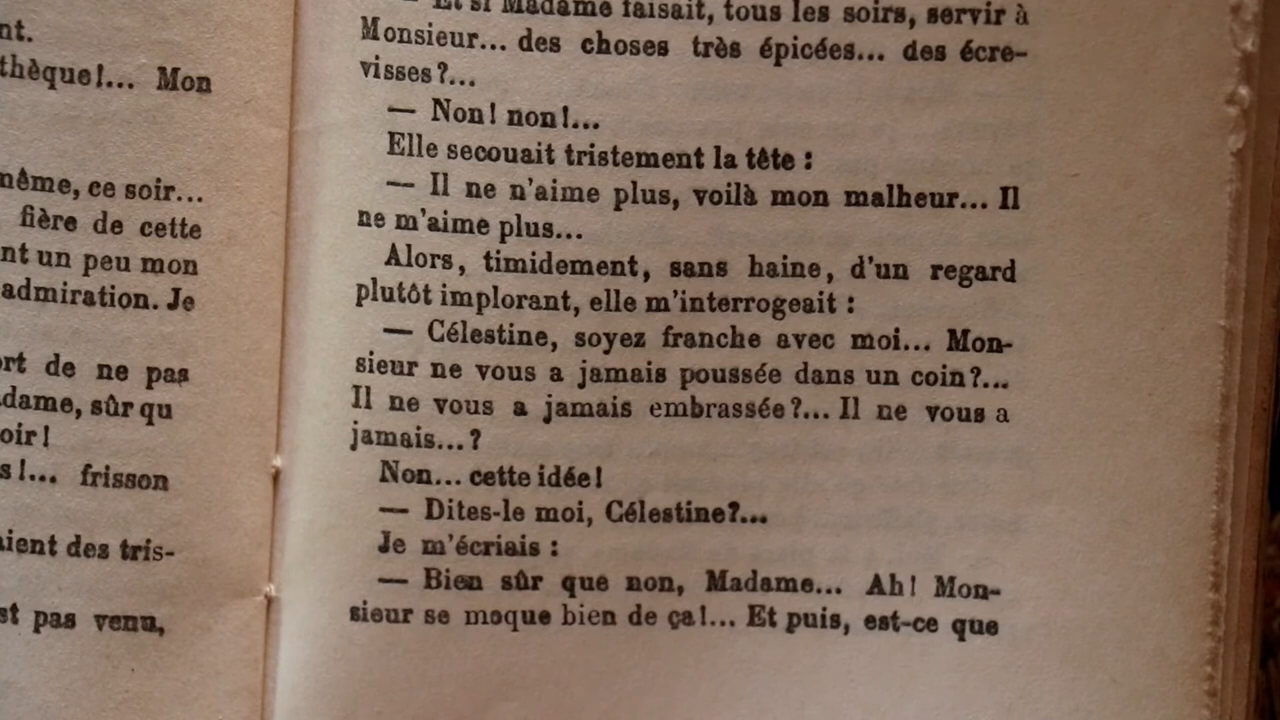 nt.
thèque!... Mon
même, ce soir...
fière de cette
nt un peu mon
admiration. Je
ort de ne pas
dame, sûr qu
oir!
s!... frisson
aient des tris-
st pas venu,
— Et si Madame faisait, tous les soirs, servir à
Monsieur... des choses très épicées... des écre-
visses?...
— Non! non!...
Elle secouait tristement la tête :
— Il ne n'aime plus, voilà mon malheur... Il
ne m'aime plus...
Alors, timidement, sans haine, d'un regard
plutôt implorant, elle m'interrogeait :
— Célestine, soyez franche avec moi... Mon-
sieur ne vous a jamais poussée dans un coin?...
Il ne vous a jamais embrassée?... Il ne vous a
jamais...?
Non... cette idée!
— Dites-le moi, Célestine?...
Je m'écriais :
— Bien sûr que non, Madame... Ah! Mon-
sieur se moque bien de ça!... Et puis, est-ce que